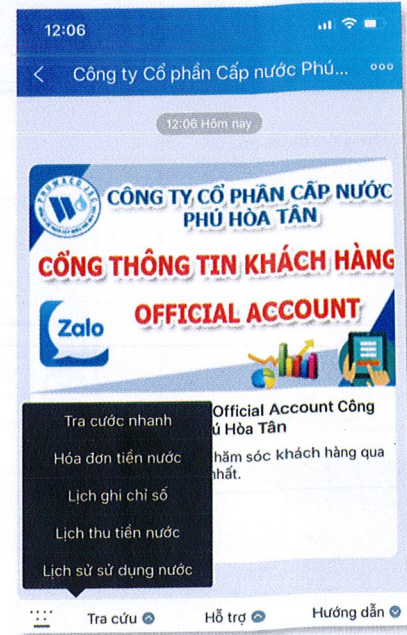 12:06
Công ty Cổ phần Cấp nước Phú...
12:06 Hôm nay
CÔNG TY CỔ PHẦN CẤP NƯỚC
PHÚ HÒA TÂN
CỔNG THÔNG TIN KHÁCH HÀNG
Zalo
OFFICIAL ACCOUNT
Official Account Công
ú Hòa Tân
hăm sóc khách hàng qua
nhất.
Tra cước nhanh
Hóa đơn tiền nước
Lịch ghi chỉ số
Lịch thu tiền nước
Lịch sử sử dụng nước
Tra cứu
Hỗ trợ
Hướng dẫn